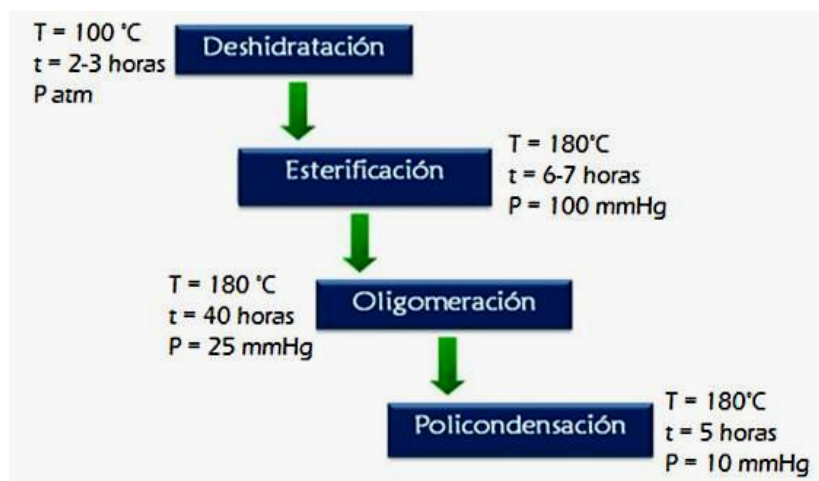 T = 100 °C
t = 2-3 horas
P atm
Deshidratación
Esterificación
T = 180°C
t = 6-7 horas
P = 100 mmHg
T = 180 °C
t = 40 horas
P = 25 mmHg
Oligomeración
Policondensación
T = 180°C
t = 5 horas
P = 10 mmHg